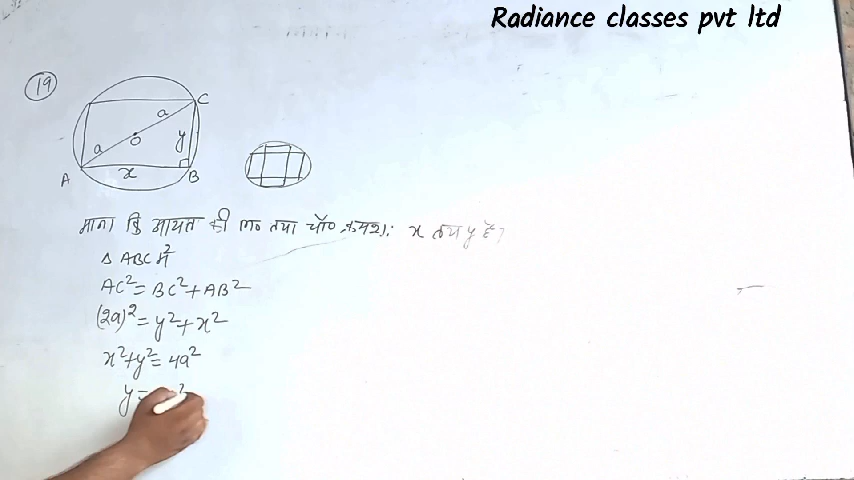 Radiance classes pvt ltd
19
C
a
a
y
O
x
A
B
माना कि आयत की ल० तथा चौ० क्रमशः x तथा y है।
Δ ABC में
AC² = BC² + AB²
(2a)² = y² + x²
x² + y² = 4a²
y =